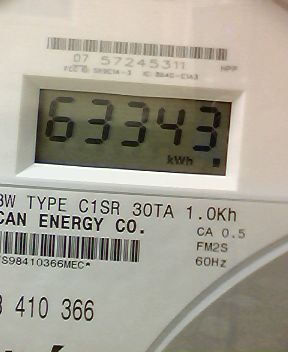 07 57245311
63343
kWh
TYPE C1SR 30TA 1.0Kh
CAN ENERGY CO.
CA 0.5
FM2S
60Hz
S98410366MEC*
410 366